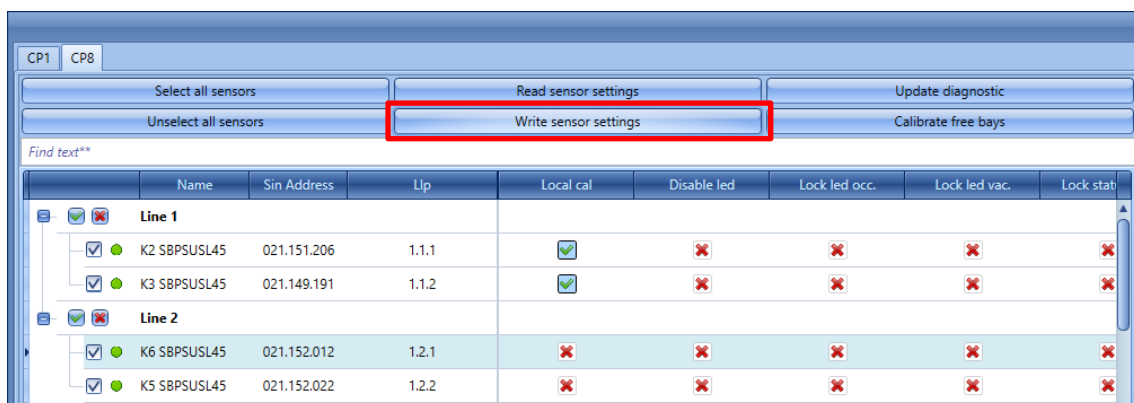 CP1 CP8
Select all sensors Read sensor settings Update diagnostic
Unselect all sensors Write sensor settings Calibrate free bays
Find text**
Name Sin Address Llp Local cal Disable led Lock led occ. Lock led vac. Lock stat
Line 1
K2 SBPSUSL45 021.151.206 1.1.1
K3 SBPSUSL45 021.149.191 1.1.2
Line 2
K6 SBPSUSL45 021.152.012 1.2.1
K5 SBPSUSL45 021.152.022 1.2.2